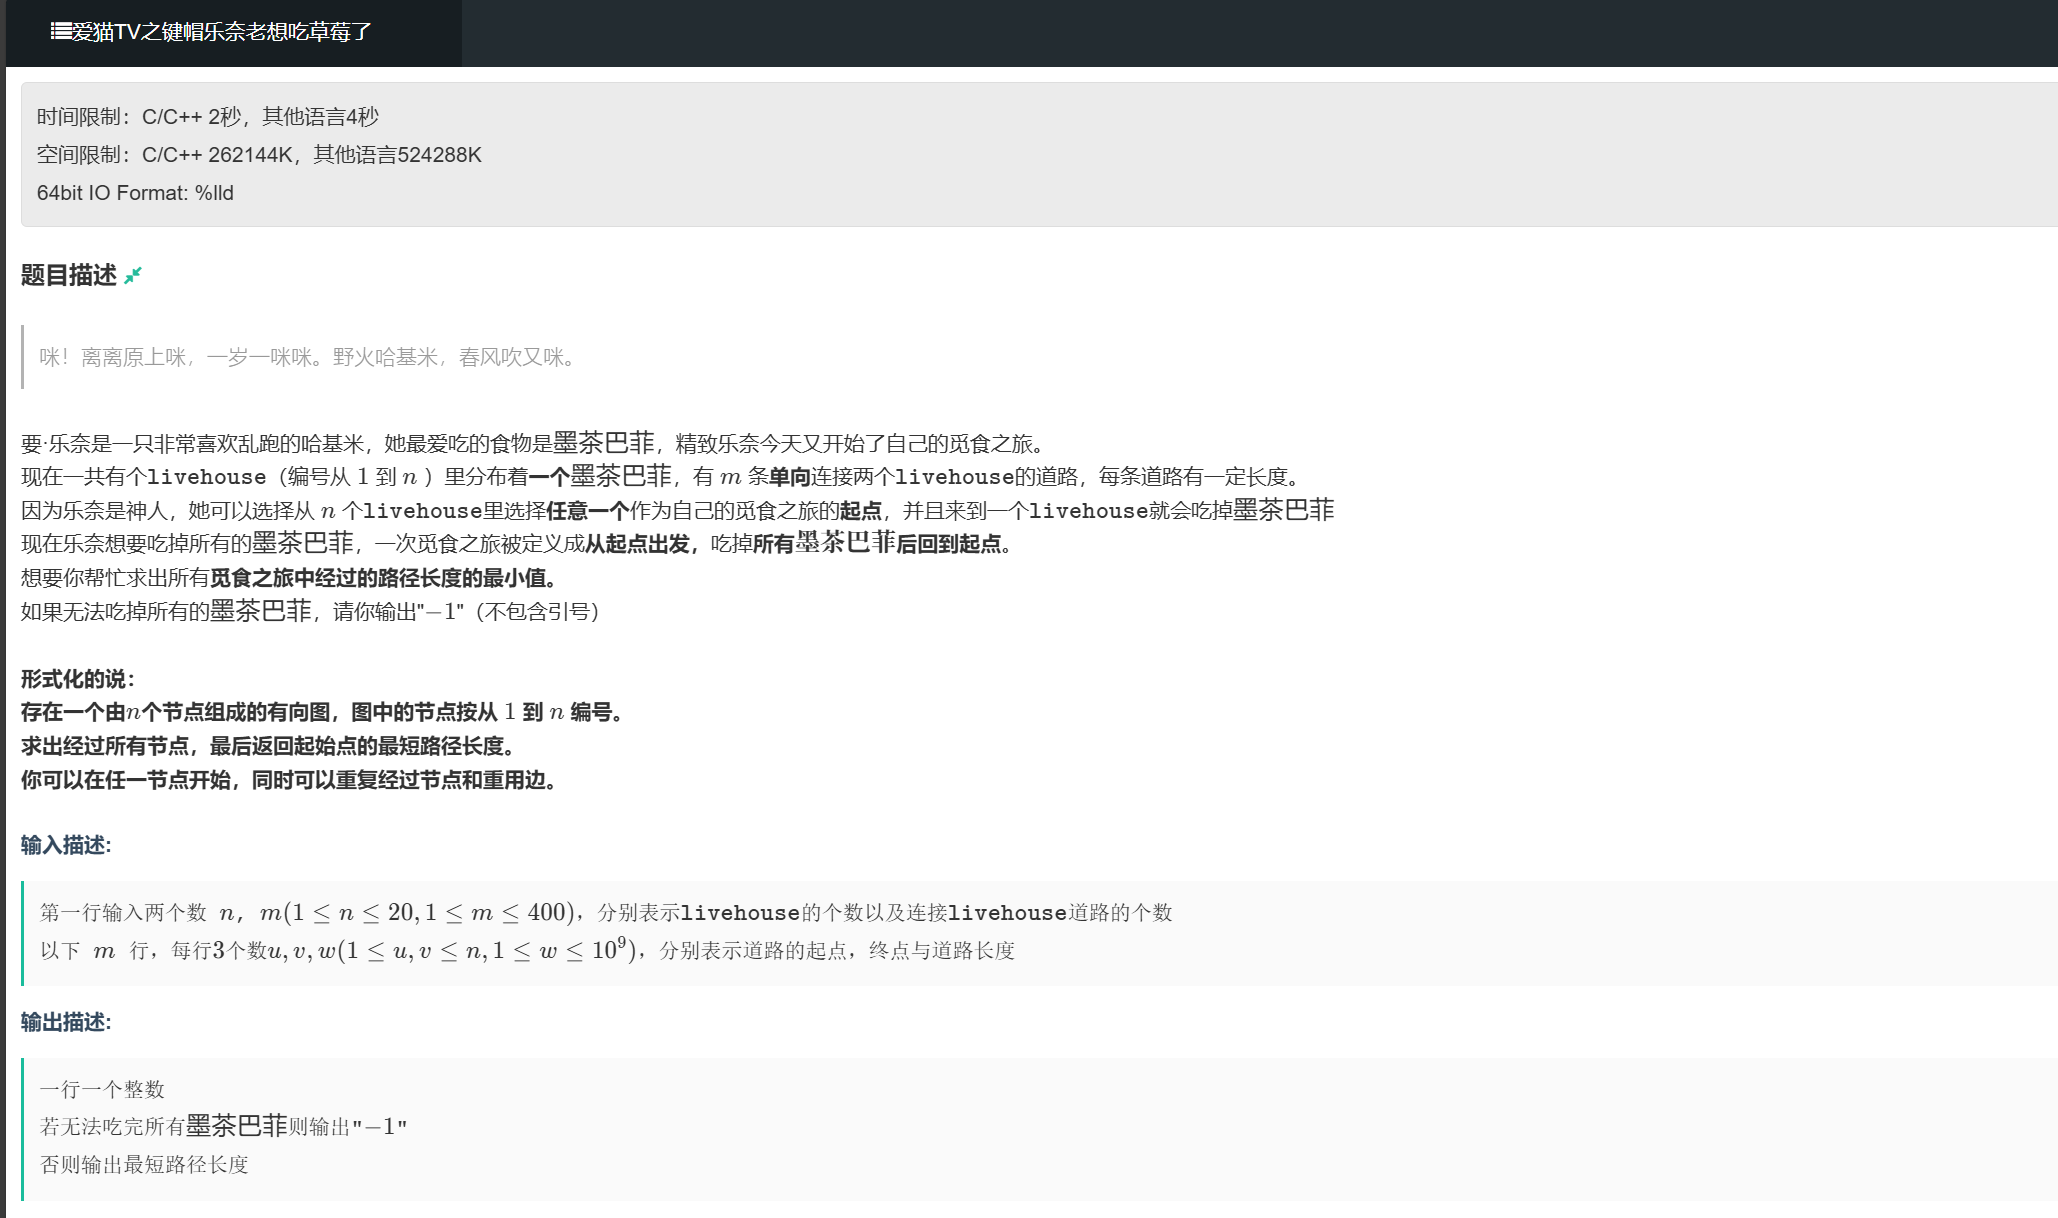 爱猫TV之键帽乐奈老想吃草莓了
时间限制：C/C++ 2秒，其他语言4秒
空间限制：C/C++ 262144K，其他语言524288K
64bit IO Format: %lld
题目描述
咪！离离原上咪，一岁一咪咪。野火哈基米，春风吹又咪。
要·乐奈是一只非常喜欢乱跑的哈基米，她最爱吃的食物是墨茶巴菲，精致乐奈今天又开始了自己的觅食之旅。
现在一共有个livehouse（编号从 1 到 n ）里分布着一个墨茶巴菲，有 m 条单向连接两个livehouse的道路，每条道路有一定长度。
因为乐奈是神人，她可以选择从 n 个livehouse里选择任意一个作为自己的觅食之旅的起点，并且来到一个livehouse就会吃掉墨茶巴菲
现在乐奈想要吃掉所有的墨茶巴菲，一次觅食之旅被定义成从起点出发，吃掉所有墨茶巴菲后回到起点。
想要你帮忙求出所有觅食之旅中经过的路径长度的最小值。
如果无法吃掉所有的墨茶巴菲，请你输出"−1"（不包含引号）
形式化的说：
存在一个由n个节点组成的有向图，图中的节点按从 1 到 n 编号。
求出经过所有节点，最后返回起始点的最短路径长度。
你可以在任一节点开始，同时可以重复经过节点和重用边。
输入描述:
第一行输入两个数 n，m(1 ≤ n ≤ 20, 1 ≤ m ≤ 400)，分别表示livehouse的个数以及连接livehouse道路的个数
以下 m 行，每行3个数u, v, w(1 ≤ u, v ≤ n, 1 ≤ w ≤ 10⁹)，分别表示道路的起点，终点与道路长度
输出描述:
一行一个整数
若无法吃完所有墨茶巴菲则输出"−1"
否则输出最短路径长度